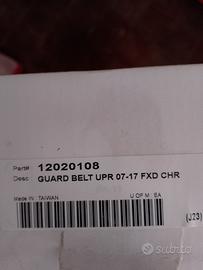 Part#: 12020108
Desc: GUARD BELT UPR 07-17 FXD CHR
Made IN: TAIWAN U OF M: EA
(J23)
subito